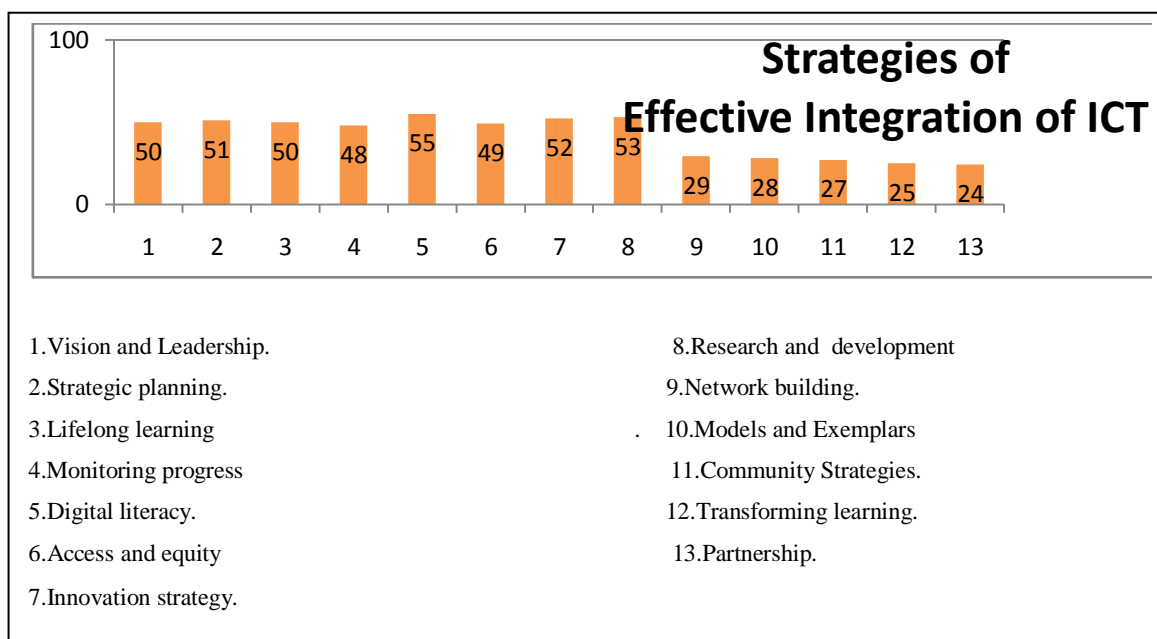 100
Strategies of
Effective Integration of ICT
50 51 50 48 55 49 52 53 29 28 27 25 24
0
1 2 3 4 5 6 7 8 9 10 11 12 13
1.Vision and Leadership.
2.Strategic planning.
3.Lifelong learning
4.Monitoring progress
5.Digital literacy.
6.Access and equity
7.Innovation strategy.
8.Research and development
9.Network building.
. 10.Models and Exemplars
11.Community Strategies.
12.Transforming learning.
13.Partnership.